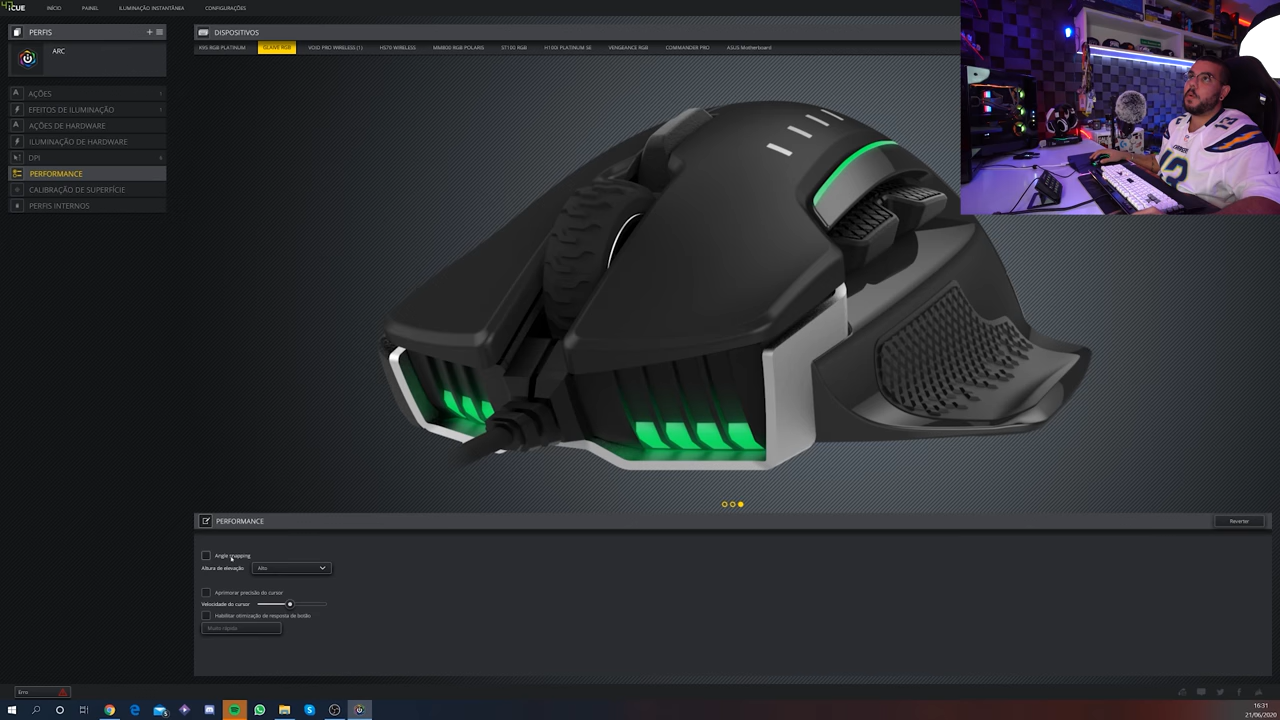 iCUE INÍCIO PAINEL ILUMINAÇÃO INSTANTÂNEA CONFIGURAÇÕES
PERFIS
ARC
AÇÕES
EFEITOS DE ILUMINAÇÃO
AÇÕES DE HARDWARE
ILUMINAÇÃO DE HARDWARE
DPI
PERFORMANCE
CALIBRAÇÃO DE SUPERFÍCIE
PERFIS INTERNOS
DISPOSITIVOS
K95 RGB PLATINUM GLAIVE RGB VOID PRO WIRELESS (1) HS70 WIRELESS MM800 RGB POLARIS ST100 RGB H100I PLATINUM SE VENGEANCE RGB COMMANDER PRO ASUS Motherboard
PERFORMANCE Reverter
Angle snapping
Altura de elevação Alto
Aprimorar precisão do cursor
Velocidade do cursor
Habilitar otimização de resposta de botão
Muito rápido
Erro
16:31
21/06/2020
CHARGERS
13
13